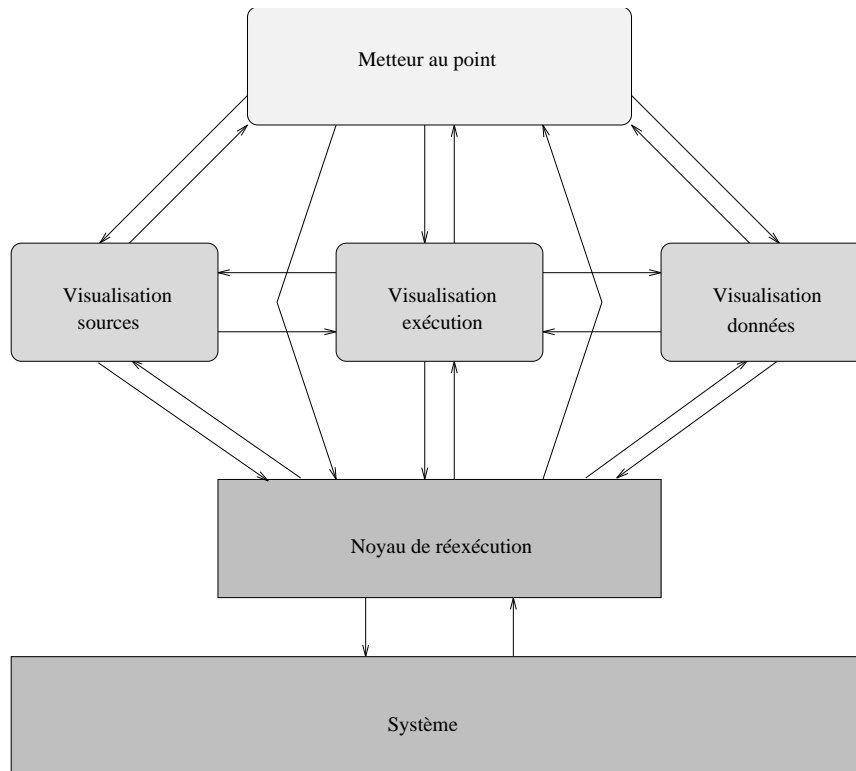 Metteur au point
Visualisation
sources
Visualisation
exécution
Visualisation
données
Noyau de réexécution
Système